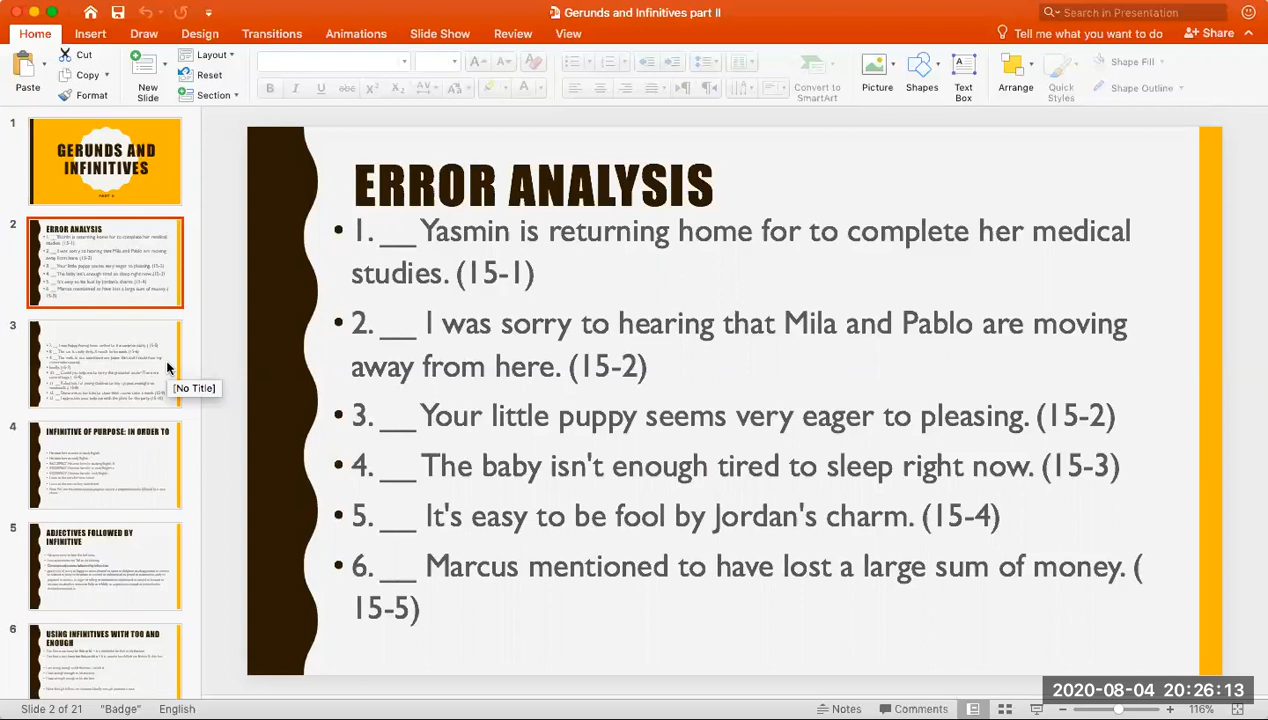 Gerunds and Infinitives part II
Search in Presentation
Home Insert Draw Design Transitions Animations Slide Show Review View
Tell me what you want to do
Share
Paste
Cut
Copy
Format
New Slide
Layout
Reset
Section
Convert to SmartArt
Picture
Shapes
Text Box
Arrange
Quick Styles
Shape Fill
Shape Outline
1
GERUNDS AND
INFINITIVES
2
ERROR ANALYSIS
3
[No Title]
4
INFINITIVE OF PURPOSE: IN ORDER TO
5
ADJECTIVES FOLLOWED BY
INFINITIVE
6
USING INFINITIVES WITH TOO AND
ENOUGH
ERROR ANALYSIS
• 1. __ Yasmin is returning home for to complete her medical
studies. (15-1)
• 2. __ I was sorry to hearing that Mila and Pablo are moving
away from here. (15-2)
• 3. __ Your little puppy seems very eager to pleasing. (15-2)
• 4. __ The baby isn't enough tired to sleep right now. (15-3)
• 5. __ It's easy to be fool by Jordan's charm. (15-4)
• 6. __ Marcus mentioned to have lost a large sum of money. (
15-5)
2020-08-04 20:26:13
Slide 2 of 21 "Badge" English
Notes Comments 116%